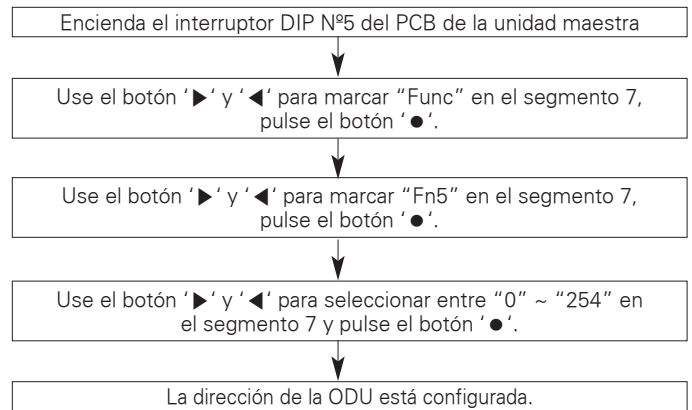 Encienda el interruptor DIP Nº5 del PCB de la unidad maestra
Use el botón ‘▶‘ y ‘◀‘ para marcar “Func” en el segmento 7,
pulse el botón ‘●‘.
Use el botón ‘▶‘ y ‘◀‘ para marcar “Fn5” en el segmento 7,
pulse el botón ‘●‘.
Use el botón ‘▶‘ y ‘◀‘ para seleccionar entre “0” ~ “254” en
el segmento 7 y pulse el botón ‘●‘.
La dirección de la ODU está configurada.